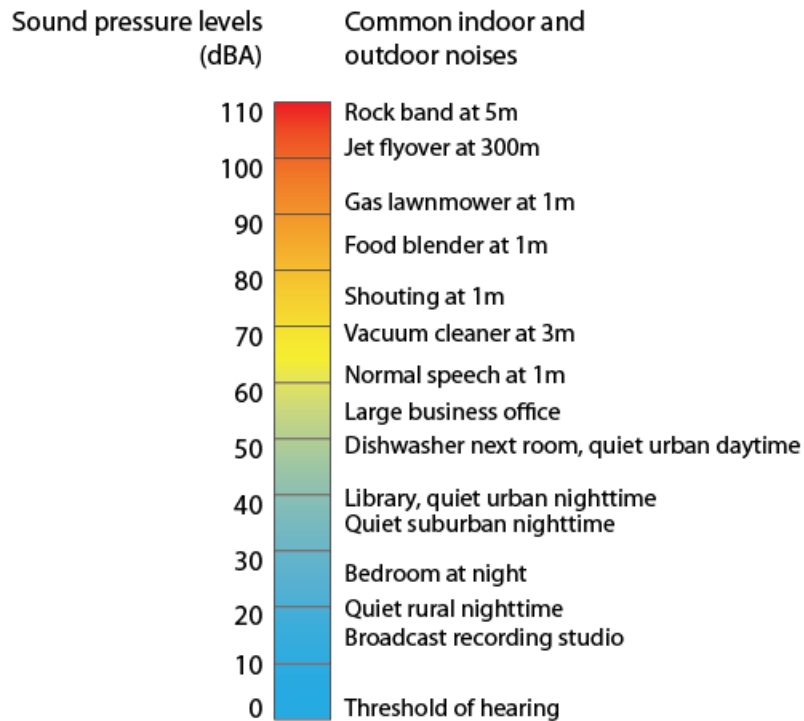 Sound pressure levels
(dBA)
Common indoor and
outdoor noises
110
Rock band at 5m
Jet flyover at 300m
100
Gas lawnmower at 1m
90
Food blender at 1m
80
Shouting at 1m
70
Vacuum cleaner at 3m
Normal speech at 1m
60
Large business office
50
Dishwasher next room, quiet urban daytime
40
Library, quiet urban nighttime
Quiet suburban nighttime
30
Bedroom at night
20
Quiet rural nighttime
Broadcast recording studio
10
0
Threshold of hearing